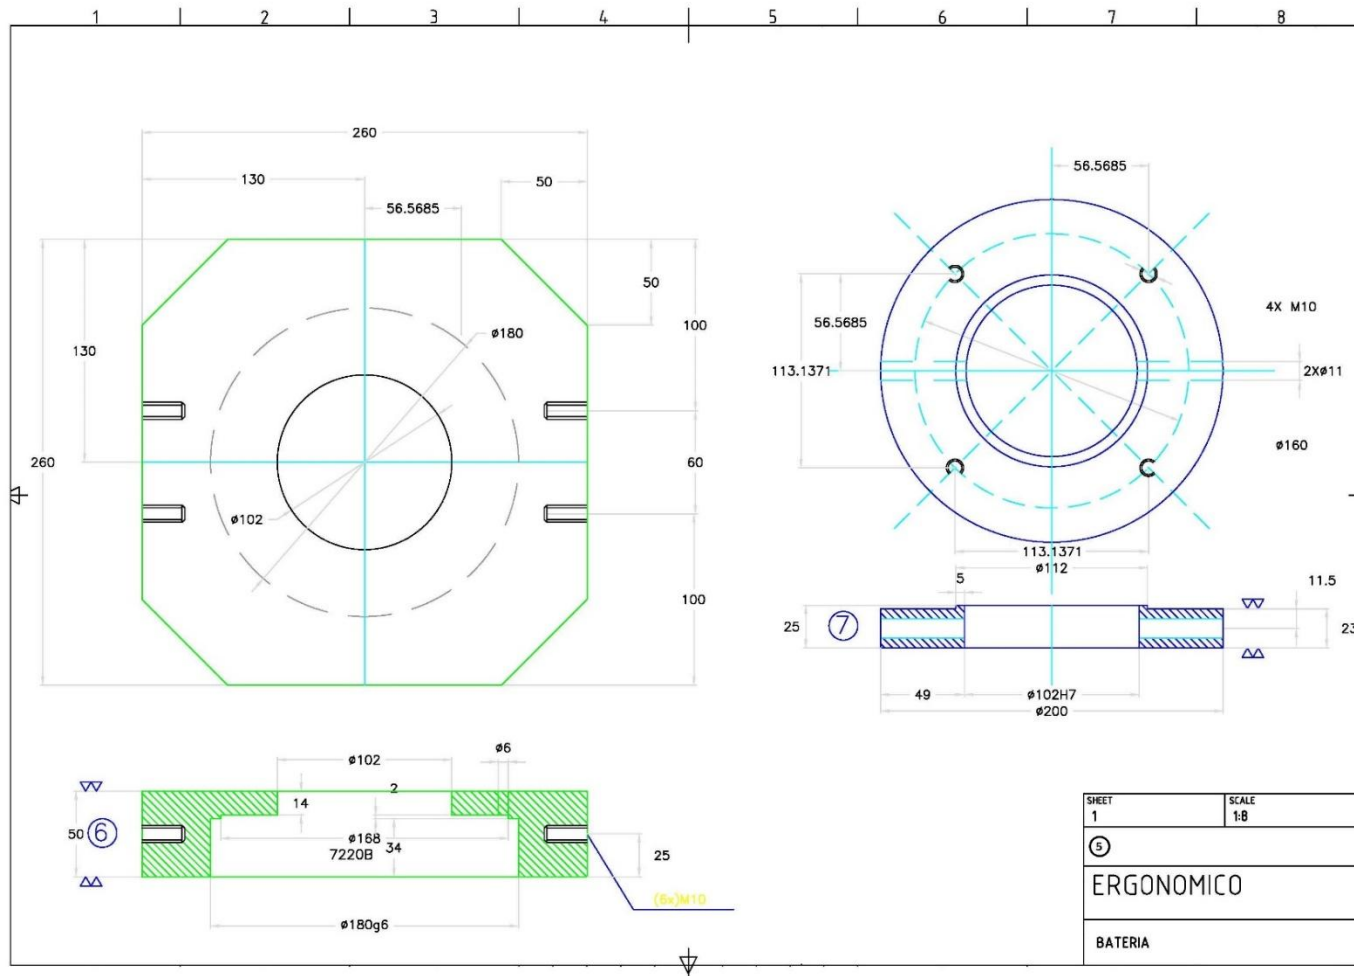 1 2 3 4 5 6 7 8
260
130 50
56.5685
50
100
130
ø180
260
60
ø102
100
56.5685
56.5685
4X M10
113.1371
2Xø11
ø160
113.1371
ø112
5 11.5
25 7 23
49 ø102H7
ø200
ø6
ø102
2
14
50 6
ø168
34
7220B
25
(6x)M10
ø180g6
SHEET SCALE
1 1:8
5
ERGONOMICO
BATERIA